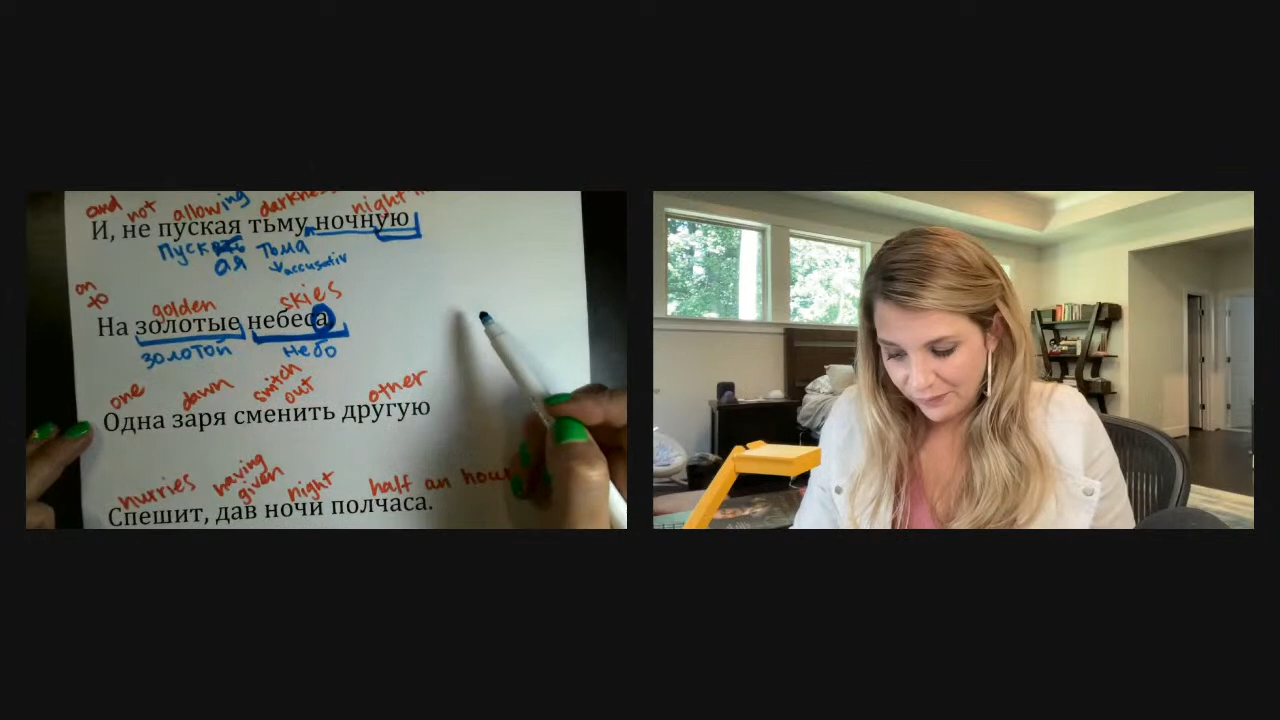 and not allowing darkness night
И, не пуская тьму ночную
пускать тьма
ая accusativ
on
to
golden skies
На золотые небеса
золотой небо
one dawn switch out other
Одна заря сменить другую
hurries having given night half an hour
Спешит, дав ночи полчаса.